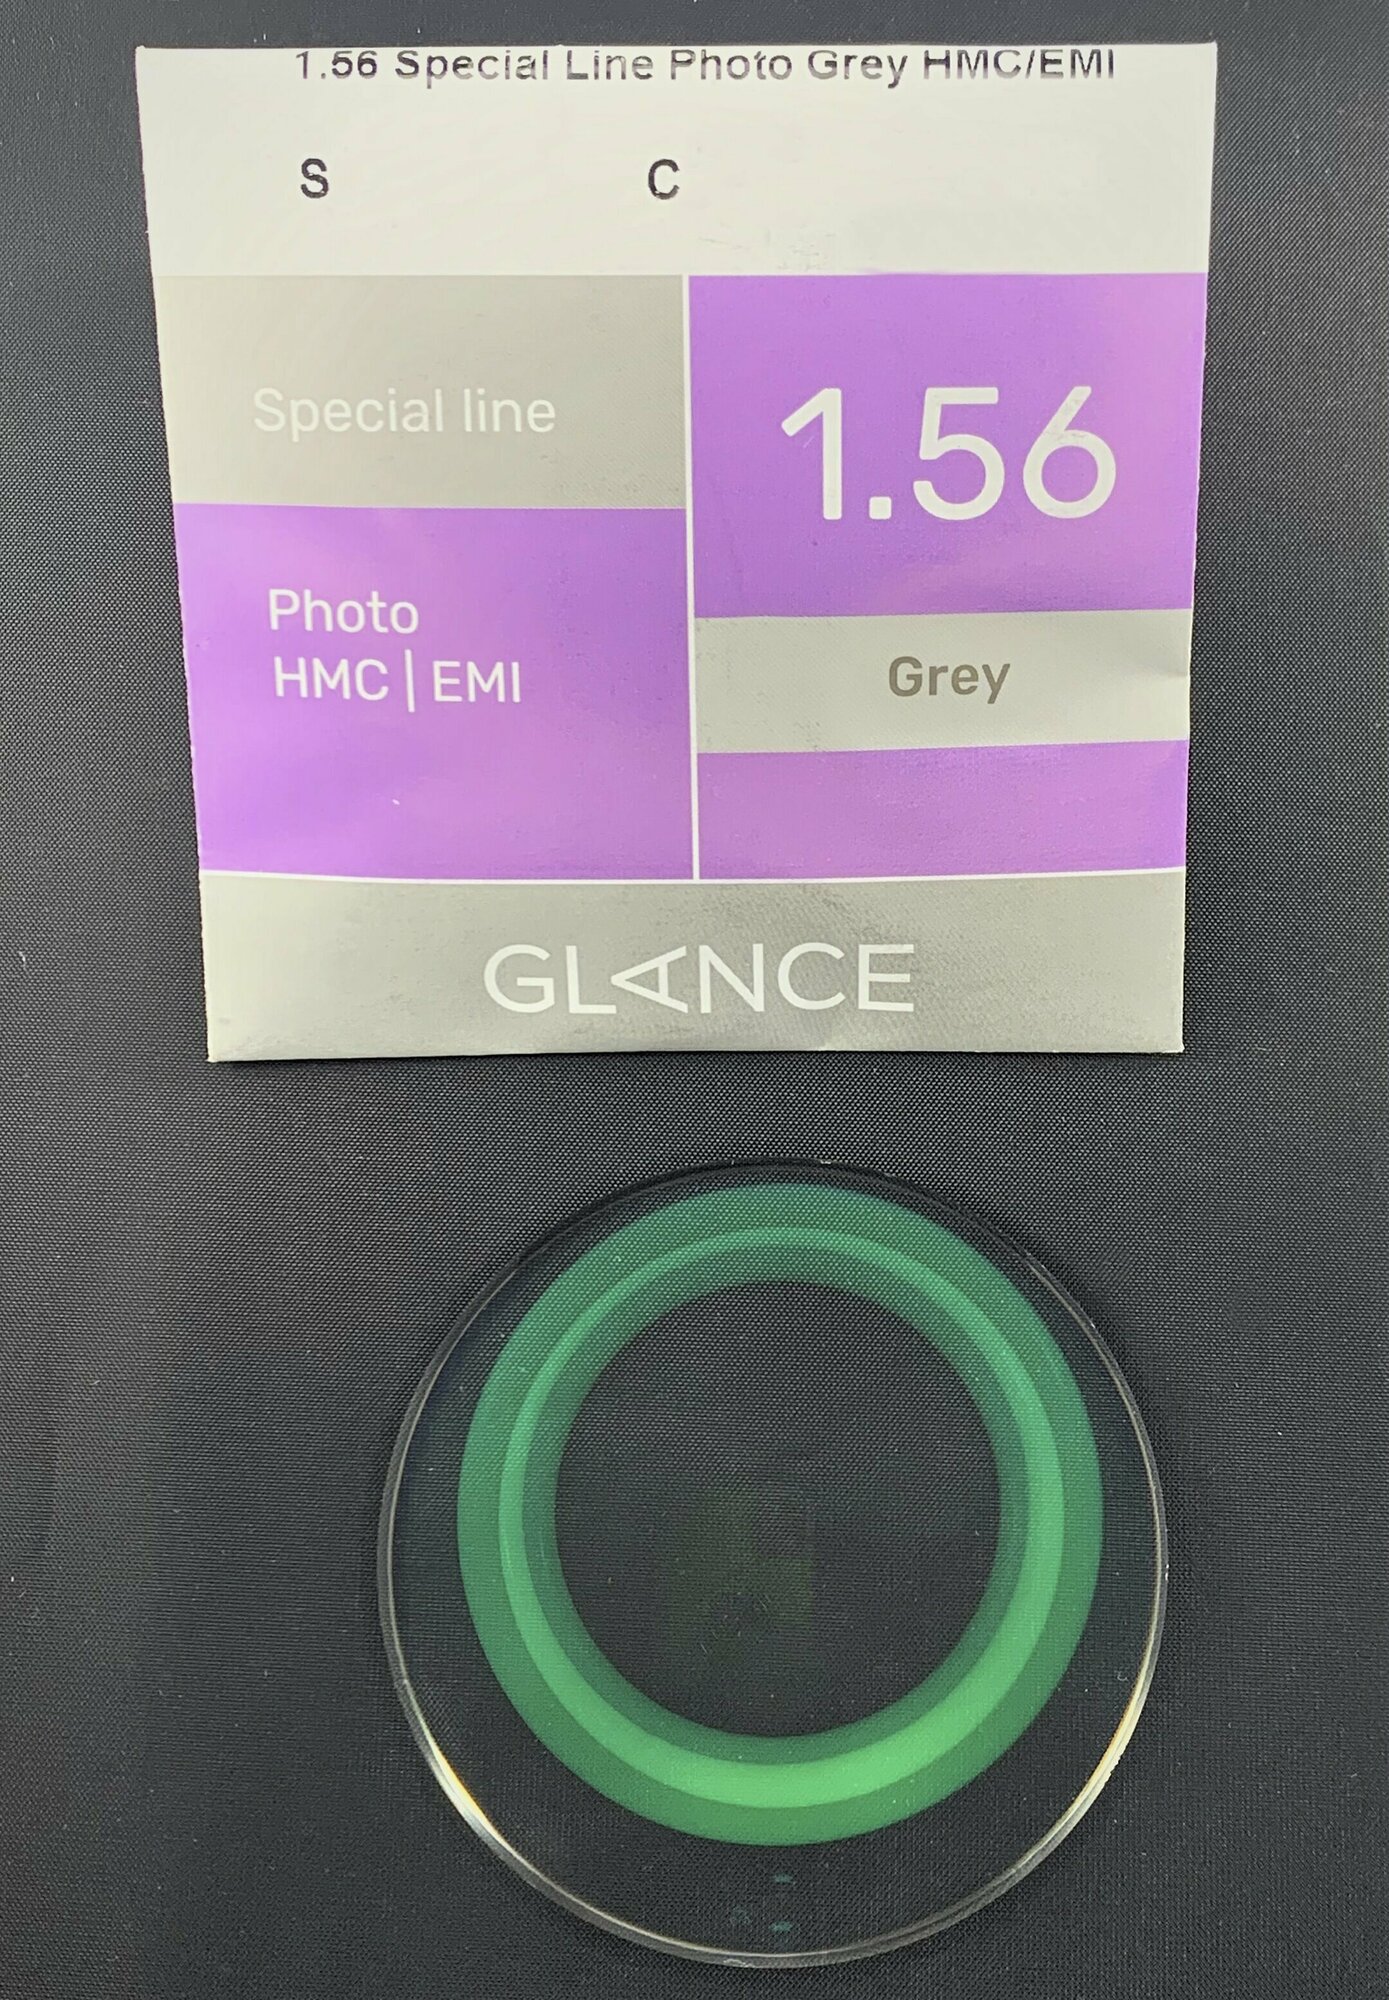 1.56 Special Line Photo Grey HMC/EMI
S C
Special line
1.56
Photo
HMC | EMI
Grey
GLANCE